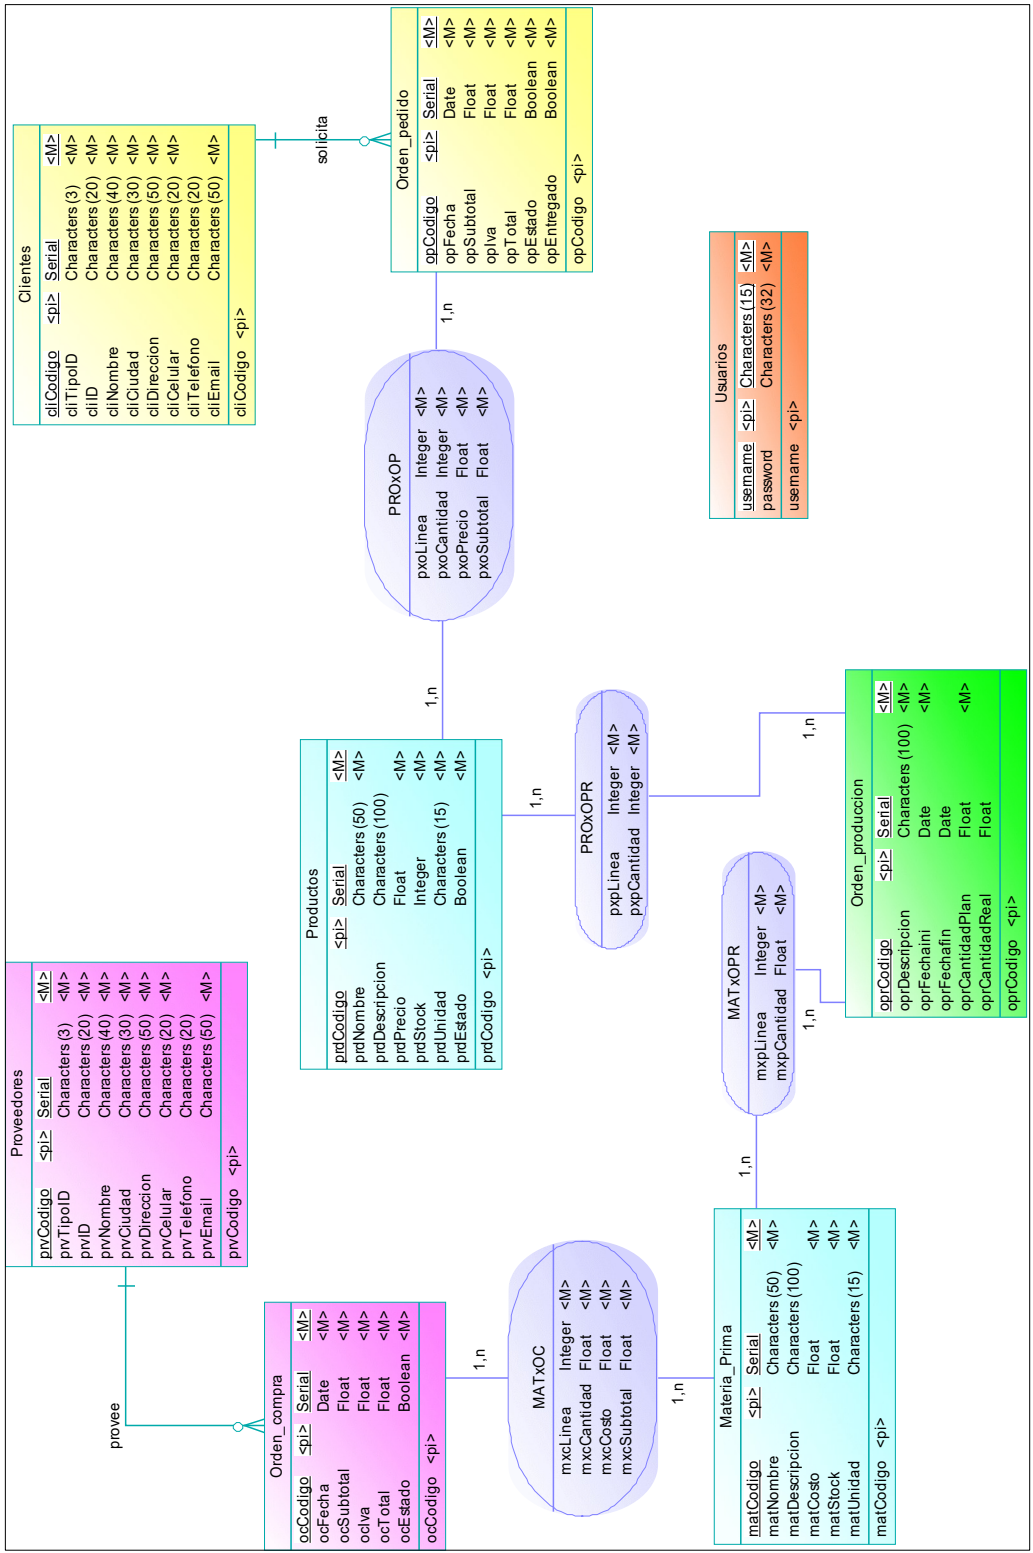 Proveedores
prvCodigo <pi> Serial <M>
prvTipoID Characters (3) <M>
prvID Characters (20) <M>
prvNombre Characters (40) <M>
prvCiudad Characters (30) <M>
prvDireccion Characters (50) <M>
prvCelular Characters (20) <M>
prvTelefono Characters (20)
prvEmail Characters (50) <M>
prvCodigo <pi>
Clientes
cliCodigo <pi> Serial <M>
cliTipoID Characters (3) <M>
cliID Characters (20) <M>
cliNombre Characters (40) <M>
cliCiudad Characters (30) <M>
cliDireccion Characters (50) <M>
cliCelular Characters (20) <M>
cliTelefono Characters (20)
cliEmail Characters (50) <M>
cliCodigo <pi>
provee
solicita
Orden_compra
ocCodigo <pi> Serial <M>
ocFecha Date <M>
ocSubtotal Float <M>
ocIva Float <M>
ocTotal Float <M>
ocEstado Boolean <M>
ocCodigo <pi>
Productos
prdCodigo <pi> Serial <M>
prdNombre Characters (50) <M>
prdDescripcion Characters (100)
prdPrecio Float <M>
prdStock Integer <M>
prdUnidad Characters (15) <M>
prdEstado Boolean <M>
prdCodigo <pi>
1,n
PROxOP
pxoLinea Integer <M>
pxoCantidad Integer <M>
pxoPrecio Float <M>
pxoSubtotal Float <M>
1,n
Orden_pedido
opCodigo <pi> Serial <M>
opFecha Date <M>
opSubtotal Float <M>
opIva Float <M>
opTotal Float <M>
opEstado Boolean <M>
opEntregado Boolean <M>
opCodigo <pi>
1,n
MATxOC
mxcLinea Integer <M>
mxcCantidad Float <M>
mxcCosto Float <M>
mxcSubtotal Float <M>
1,n
1,n
PROxOPR
pxpLinea Integer <M>
pxpCantidad Integer <M>
1,n
Materia_Prima
matCodigo <pi> Serial <M>
matNombre Characters (50) <M>
matDescripcion Characters (100)
matCosto Float <M>
matStock Float <M>
matUnidad Characters (15) <M>
matCodigo <pi>
1,n
MATxOPR
mxpLinea Integer <M>
mxpCantidad Float <M>
1,n
Usuarios
username <pi> Characters (15) <M>
password Characters (32) <M>
username <pi>
Orden_produccion
oprCodigo <pi> Serial <M>
oprDescripcion Characters (100) <M>
oprFechaini Date <M>
oprFechafin Date
oprCantidadPlan Float <M>
oprCantidadReal Float
oprCodigo <pi>